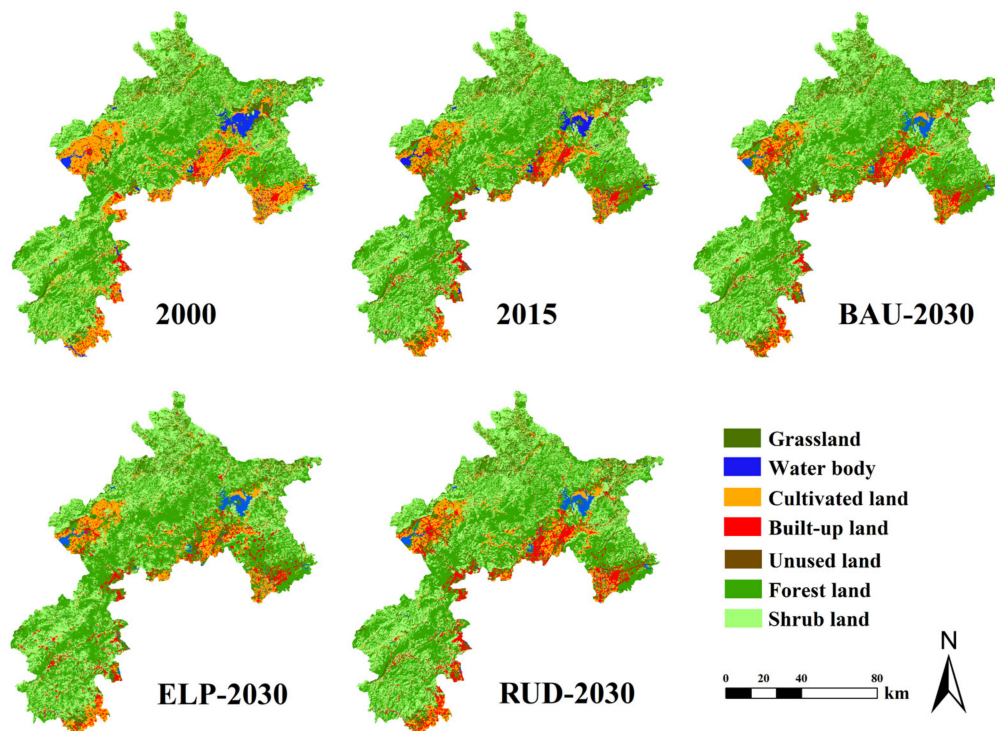 2000
2015
BAU-2030
ELP-2030
RUD-2030
Grassland
Water body
Cultivated land
Built-up land
Unused land
Forest land
Shrub land
N
0 20 40 80
km